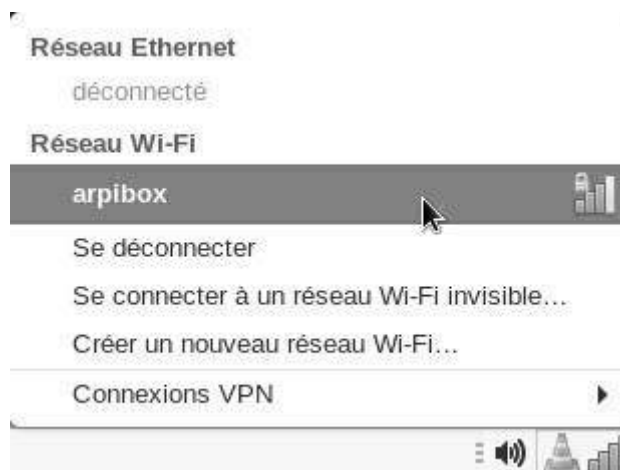 Réseau Ethernet
déconnecté
Réseau Wi-Fi
arpibox
Se déconnecter
Se connecter à un réseau Wi-Fi invisible…
Créer un nouveau réseau Wi-Fi…
Connexions VPN